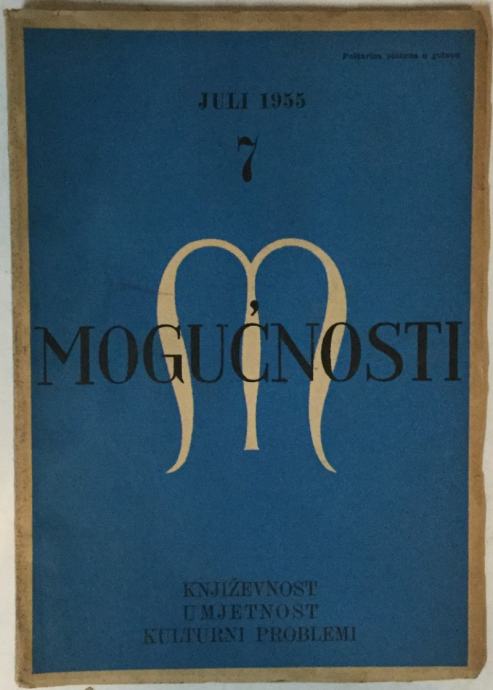 Poštarina plaćena u gotovu
JULI 1955
7
M
MOGUĆNOSTI
KNJIŽEVNOST
UMJETNOST
KULTURNI PROBLEMI